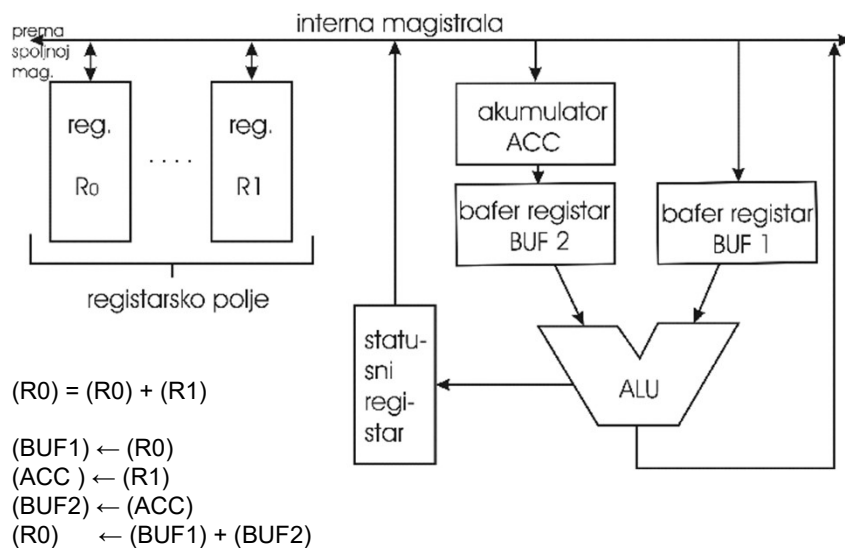 interna magistrala
prema
spoljnoj
mag.
reg.
R0
. . . .
reg.
R1
registarsko polje
akumulator
ACC
bafer registar
BUF 2
bafer registar
BUF 1
statu-
sni
regi-
star
ALU
(R0) = (R0) + (R1)
(BUF1) ← (R0)
(ACC ) ← (R1)
(BUF2) ← (ACC)
(R0) ← (BUF1) + (BUF2)